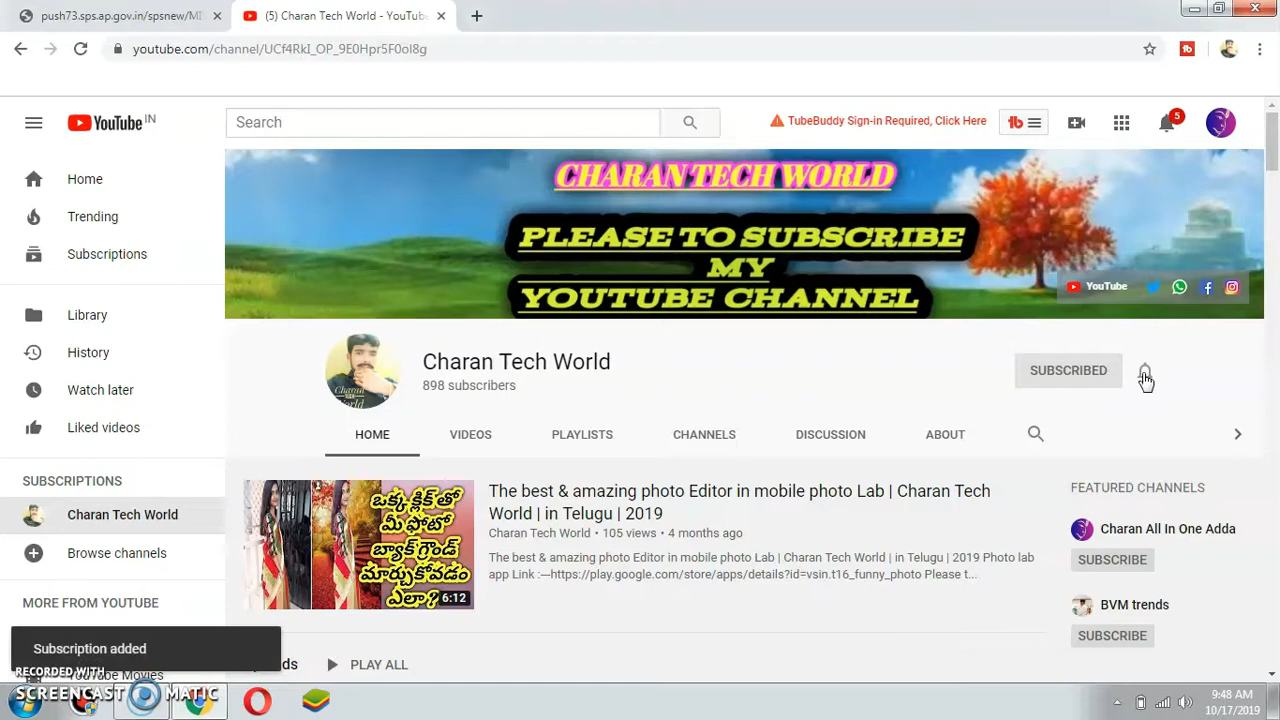 push73.sps.ap.gov.in/spsnew/MI
(5) Charan Tech World - YouTube
youtube.com/channel/UCf4RkI_OP_9E0Hpr5F0ol8g
YouTube IN
Search
TubeBuddy Sign-in Required, Click Here
5
Home
Trending
Subscriptions
Library
History
Watch later
Liked videos
SUBSCRIPTIONS
Charan Tech World
Browse channels
MORE FROM YOUTUBE
YouTube Movies
CHARAN TECH WORLD
PLEASE TO SUBSCRIBE
MY
YOUTUBE CHANNEL
YouTube
Charan Tech World
898 subscribers
SUBSCRIBED
HOME VIDEOS PLAYLISTS CHANNELS DISCUSSION ABOUT
ఒక్క క్లిక్ తో
మీ ఫోటో
బ్యాక్ గ్రౌండ్
మార్చుకోవడం
ఎలా?
6:12
The best & amazing photo Editor in mobile photo Lab | Charan Tech
World | in Telugu | 2019
Charan Tech World • 105 views • 4 months ago
The best & amazing photo Editor in mobile photo Lab | Charan Tech World | in Telugu | 2019 Photo lab
app Link :—https://play.google.com/store/apps/details?id=vsin.t16_funny_photo Please t...
FEATURED CHANNELS
Charan All In One Adda
SUBSCRIBE
BVM trends
SUBSCRIBE
PLAY ALL
Subscription added
RECORDED WITH
SCREENCAST MATIC
9:48 AM
10/17/2019